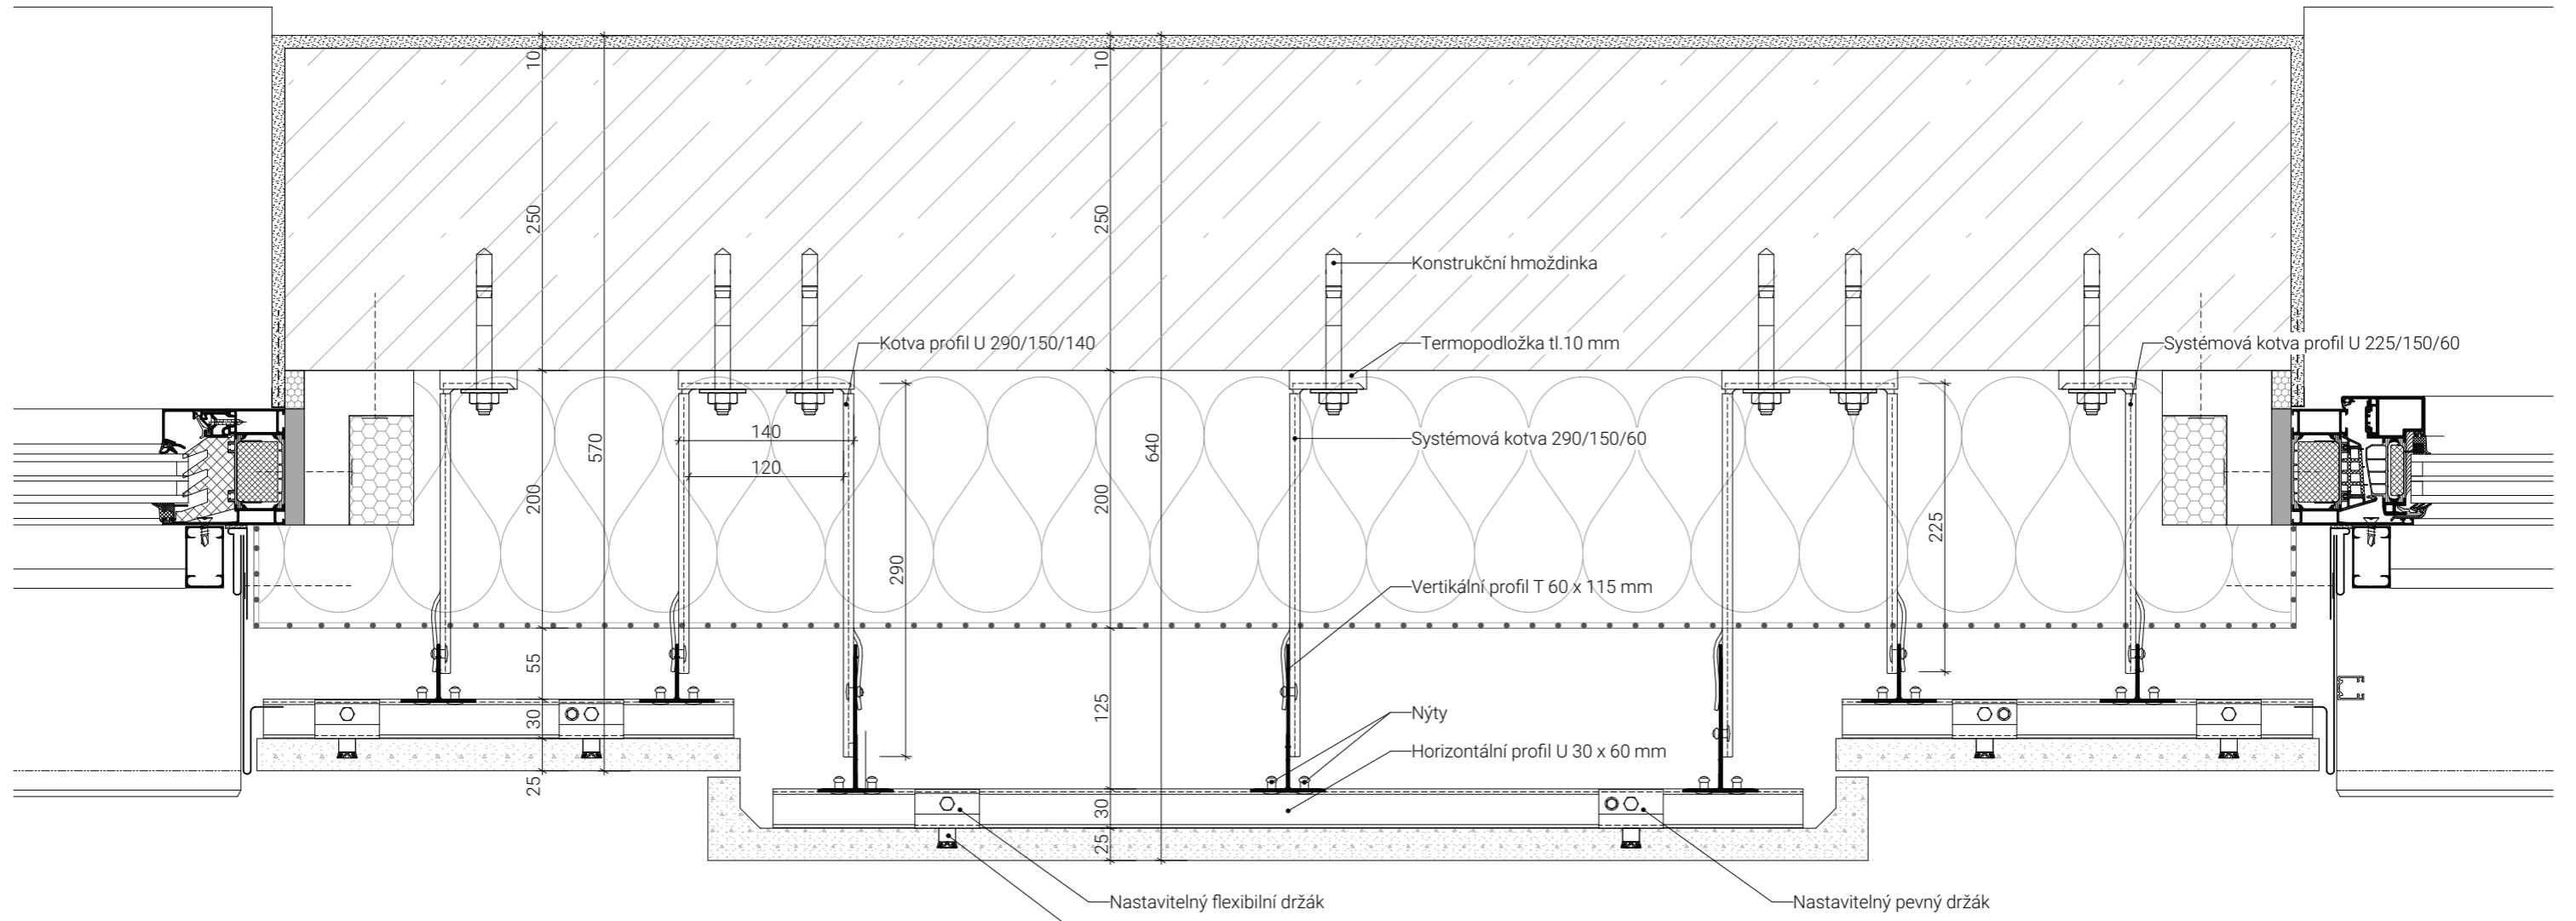 10
10
250
250
Konstrukční hmoždinka
Kotva profil U 290/150/140
Termopodložka tl.10 mm
Systémová kotva profil U 225/150/60
140
120
570
640
Systémová kotva 290/150/60
200
200
225
290
Vertikální profil T 60 x 115 mm
55
125
30
Nýty
Horizontální profil U 30 x 60 mm
25
30
25
Nastavitelný flexibilní držák
Nastavitelný pevný držák